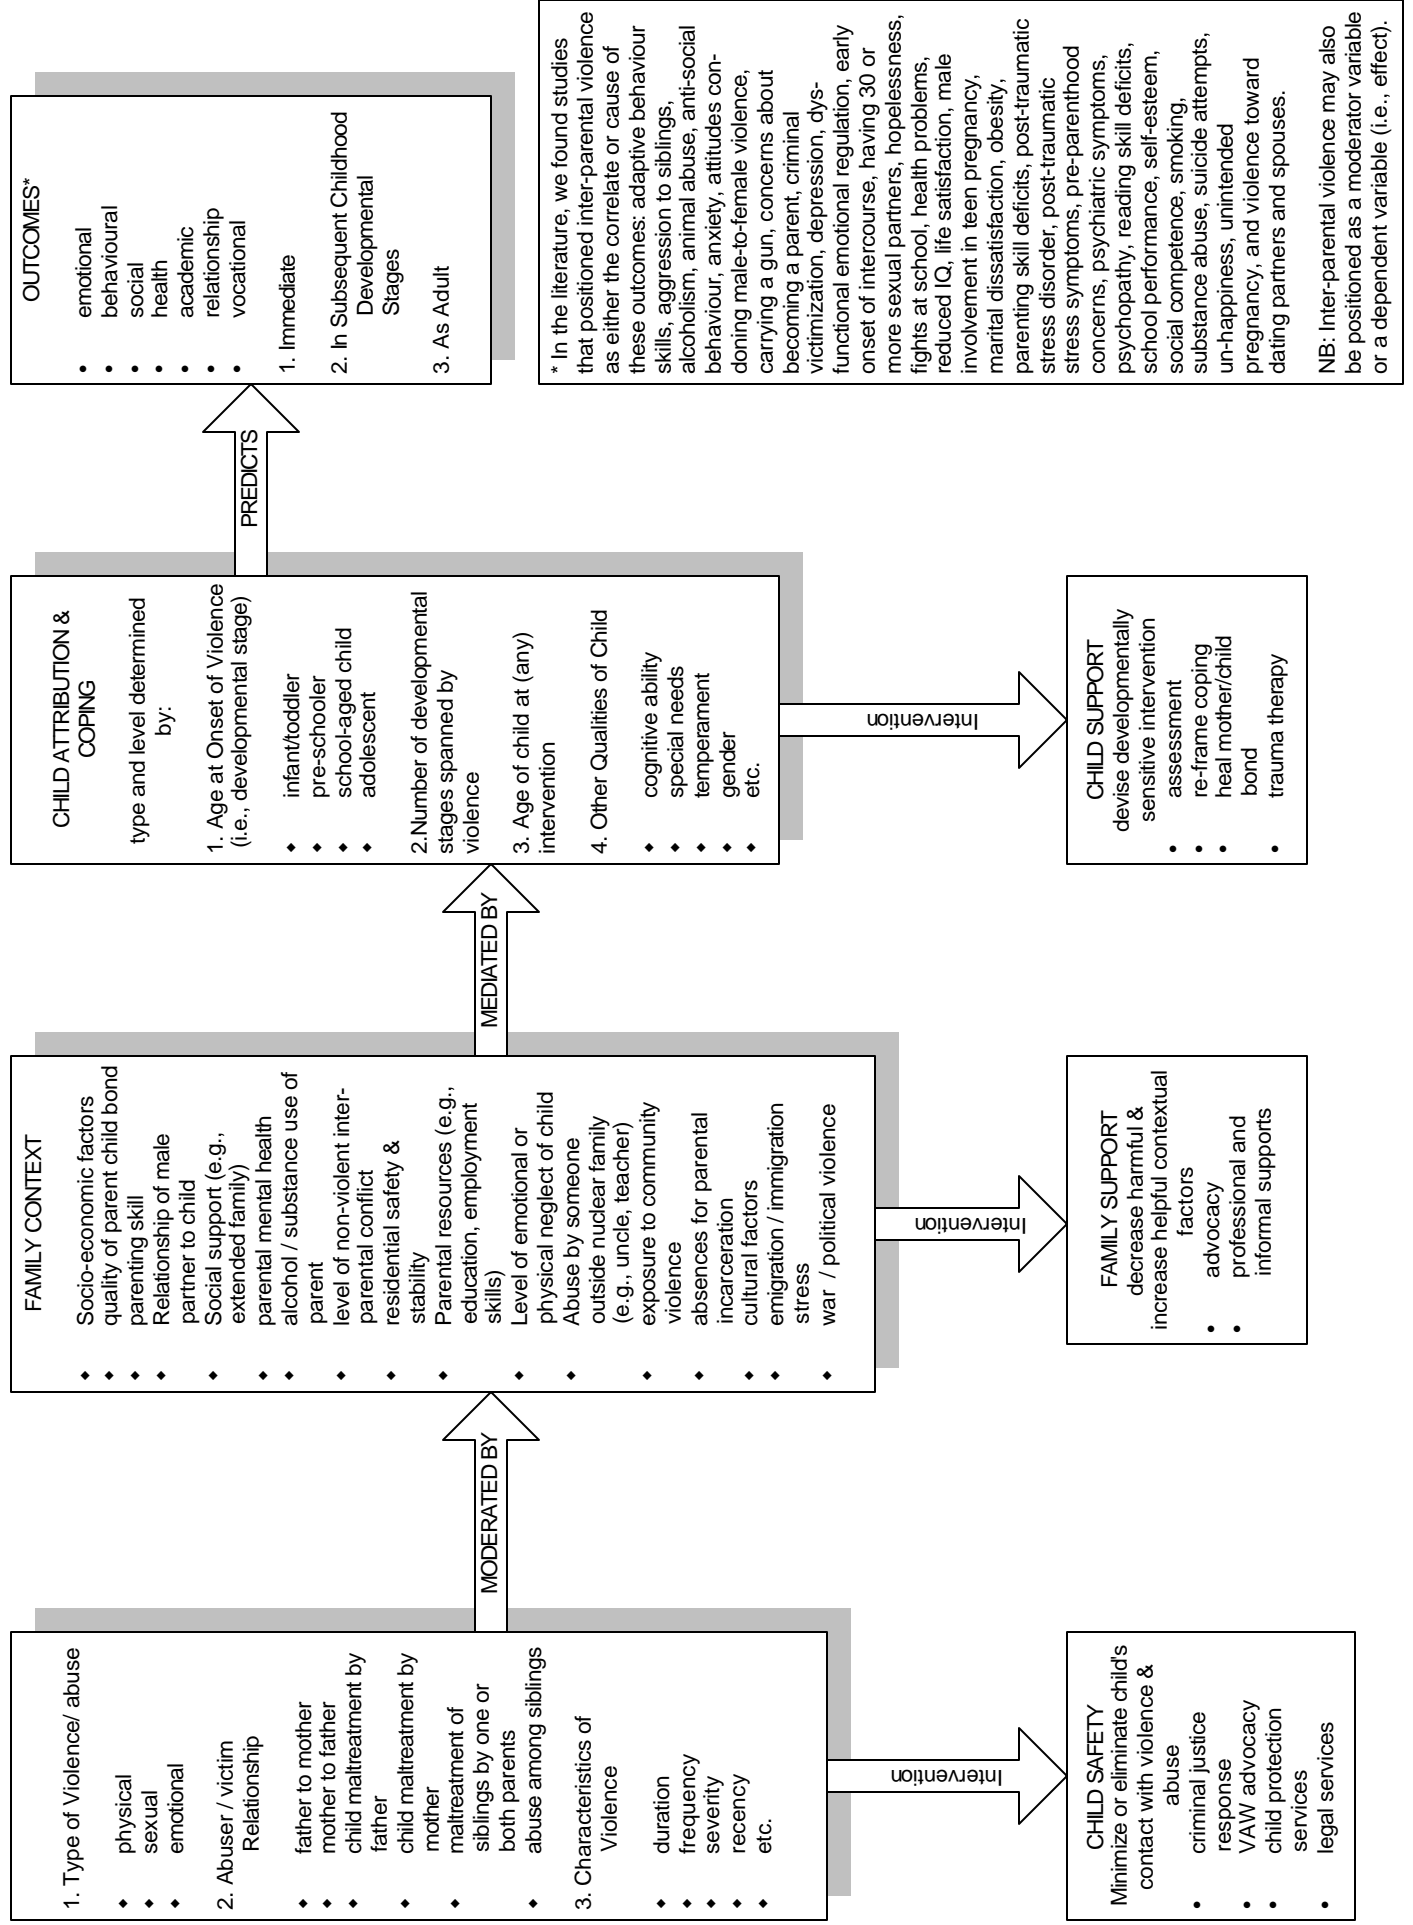 1. Type of Violence/ abuse
◆ physical
◆ sexual
◆ emotional
2. Abuser / victim
Relationship
◆ father to mother
◆ mother to father
◆ child maltreatment by
father
◆ child maltreatment by
mother
◆ maltreatment of
siblings by one or
both parents
◆ abuse among siblings
3. Characteristics of
Violence
◆ duration
◆ frequency
◆ severity
◆ recency
◆ etc.
MODERATED BY
FAMILY CONTEXT
◆ Socio-economic factors
◆ quality of parent child bond
◆ parenting skill
◆ Relationship of male
partner to child
◆ Social support (e.g.,
extended family)
◆ parental mental health
◆ alcohol / substance use of
parent
◆ level of non-violent inter-
parental conflict
◆ residential safety &
stability
◆ Parental resources (e.g.,
education, employment
skills)
◆ Level of emotional or
physical neglect of child
◆ Abuse by someone
outside nuclear family
(e.g., uncle, teacher)
◆ exposure to community
violence
◆ absences for parental
incarceration
◆ cultural factors
◆ emigration / immigration
stress
◆ war / political violence
MEDIATED BY
CHILD ATTRIBUTION &
COPING
type and level determined
by:
1. Age at Onset of Violence
(i.e., developmental stage)
◆ infant/toddler
◆ pre-schooler
◆ school-aged child
◆ adolescent
2.Number of developmental
stages spanned by
violence
3. Age of child at (any)
intervention
4. Other Qualities of Child
◆ cognitive ability
◆ special needs
◆ temperament
◆ gender
◆ etc.
PREDICTS
OUTCOMES*
• emotional
• behavioural
• social
• health
• academic
• relationship
• vocational
1. Immediate
2. In Subsequent Childhood
Developmental
Stages
3. As Adult
Intervention
CHILD SAFETY
Minimize or eliminate child's
contact with violence &
abuse
• criminal justice
response
• VAW advocacy
• child protection
services
• legal services
Intervention
FAMILY SUPPORT
decrease harmful &
increase helpful contextual
factors
• advocacy
• professional and
informal supports
Intervention
CHILD SUPPORT
devise developmentally
sensitive intervention
• assessment
• re-frame coping
• heal mother/child
bond
• trauma therapy
* In the literature, we found studies
that positioned inter-parental violence
as either the correlate or cause of
these outcomes: adaptive behaviour
skills, aggression to siblings,
alcoholism, animal abuse, anti-social
behaviour, anxiety, attitudes con-
doning male-to-female violence,
carrying a gun, concerns about
becoming a parent, criminal
victimization, depression, dys-
functional emotional regulation, early
onset of intercourse, having 30 or
more sexual partners, hopelessness,
fights at school, health problems,
reduced IQ, life satisfaction, male
involvement in teen pregnancy,
marital dissatisfaction, obesity,
parenting skill deficits, post-traumatic
stress disorder, post-traumatic
stress symptoms, pre-parenthood
concerns, psychiatric symptoms,
psychopathy, reading skill deficits,
school performance, self-esteem,
social competence, smoking,
substance abuse, suicide attempts,
un-happiness, unintended
pregnancy, and violence toward
dating partners and spouses.
NB: Inter-parental violence may also
be positioned as a moderator variable
or a dependent variable (i.e., effect).